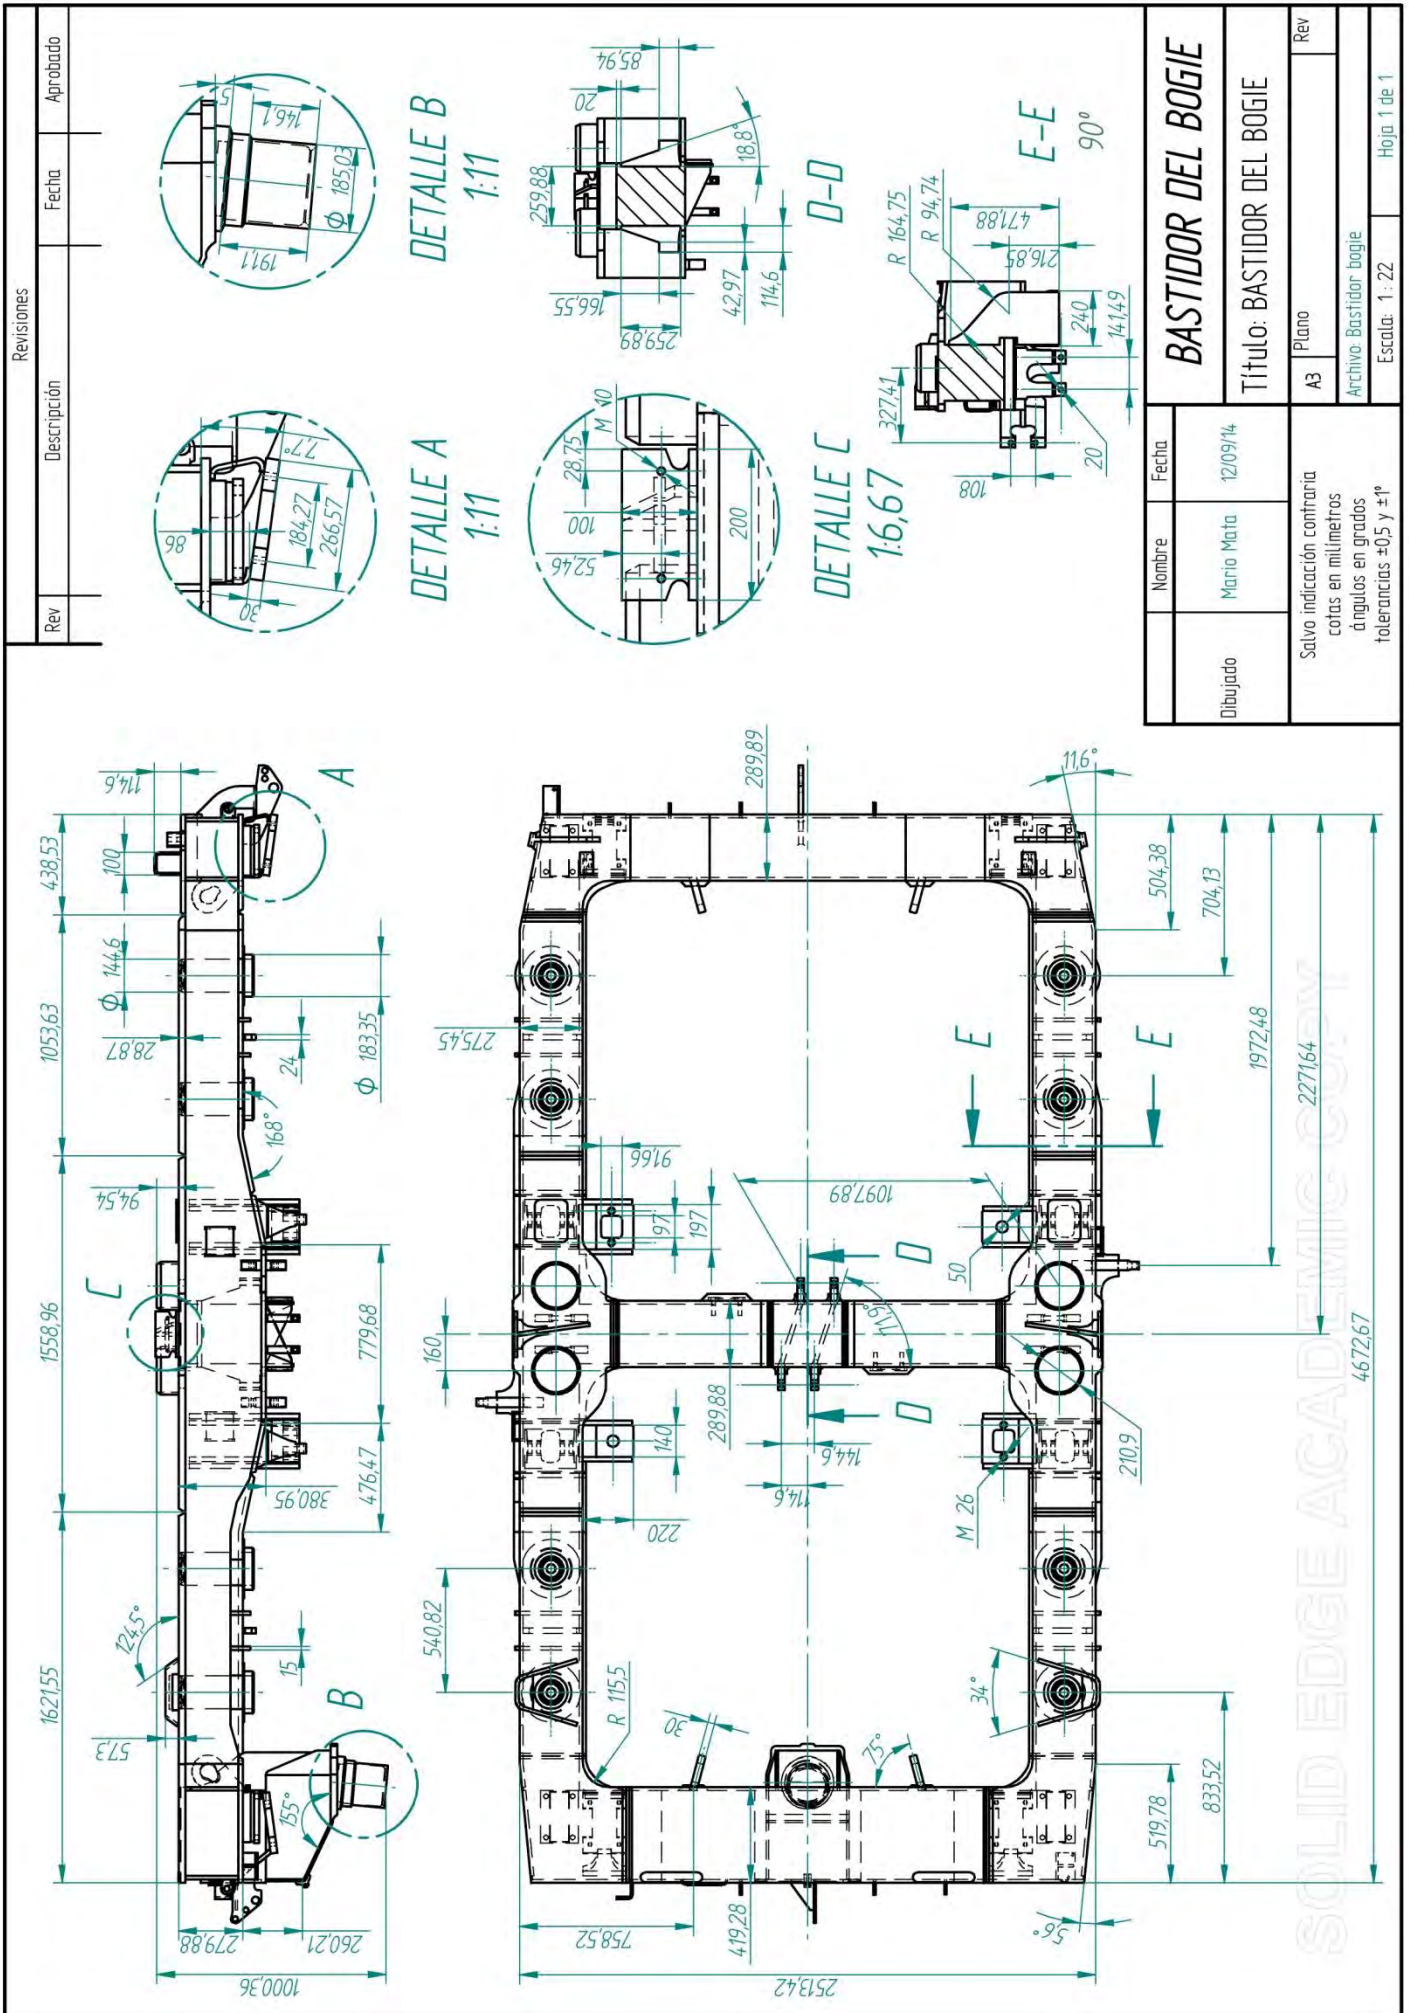 Revisiones
Rev
Descripción
Fecha
Aprobado
1621,55
1558,96
1053,63
438,53
57,3
124,5°
94,54
C
28,87
Φ 144,6
100
114,6
A
15
380,95
476,47
779,68
168°
24
Φ 183,35
155°
B
279,88
260,21
1000,36
86
30
184,27
266,57
7,7°
DETALLE A
1:11
5
146,1
191,1
Φ 185,03
DETALLE B
1:11
52,46
100
28,75
M 10
200
DETALLE C
1:6,67
166,55
259,89
259,88
20
85,94
42,97
114,6
18,8°
D-D
327,41
R 164,75
R 94,74
471,88
216,85
108
20
240
141,49
E-E
90°
540,82
160
275,45
289,89
R 115,5
30
220
140
289,88
97
197
91,66
1097,89
758,52
419,28
2513,42
75°
34°
114,6
144,6
D
D
71,9°
M 26
50
210,9
E
E
11,6°
5,6°
519,78
833,52
504,38
704,13
1972,48
2271,64
4672,67
SOLID EDGE ACADEMIC COPY
Nombre
Fecha
Dibujado
Mario Mata
12/09/14
BASTIDOR DEL BOGIE
Título: BASTIDOR DEL BOGIE
Salvo indicación contraria
cotas en milímetros
ángulos en grados
tolerancias ±0,5 y ±1º
A3
Plano
Rev
Archivo: Bastidor bogie
Escala: 1 : 22
Hoja 1 de 1